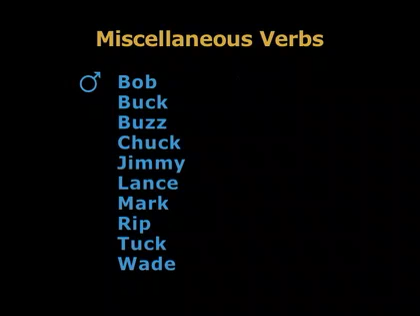 Miscellaneous Verbs
♂ Bob
Buck
Buzz
Chuck
Jimmy
Lance
Mark
Rip
Tuck
Wade